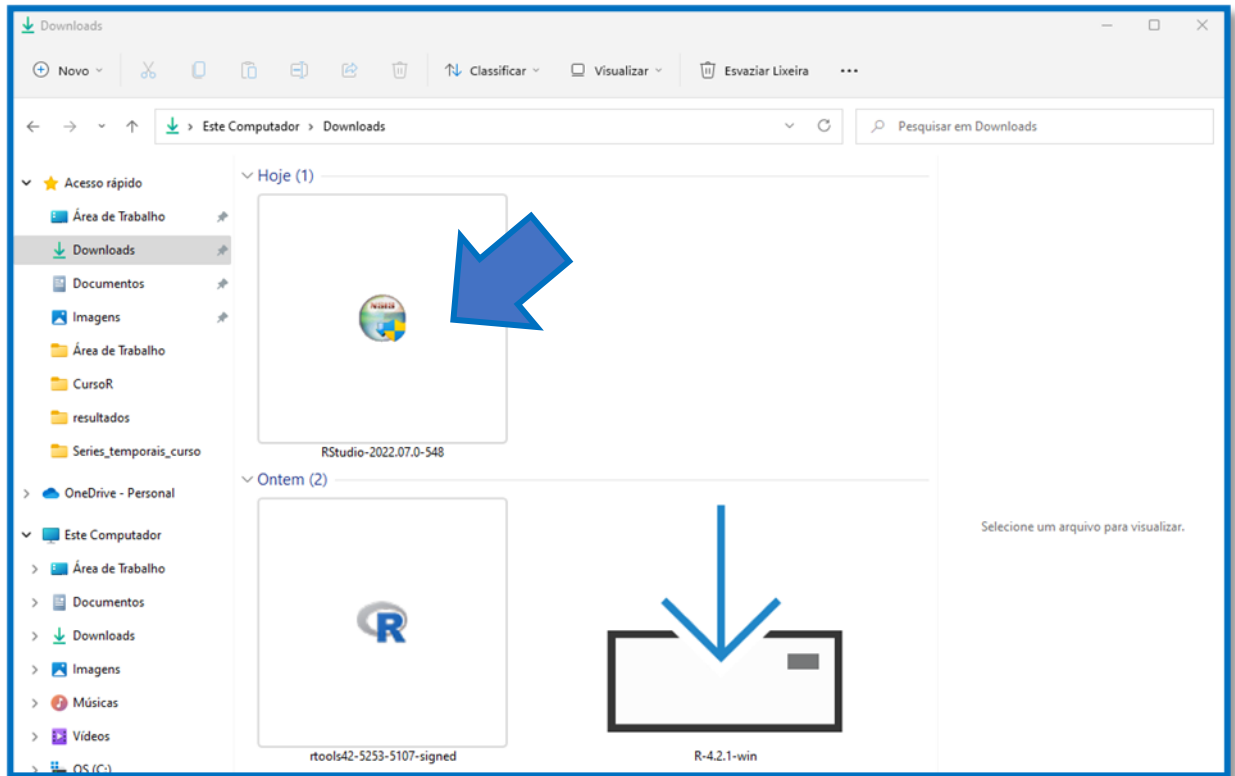 Downloads
Novo
Classificar
Visualizar
Esvaziar Lixeira
Este Computador > Downloads
Pesquisar em Downloads
Acesso rápido
Área de Trabalho
Downloads
Documentos
Imagens
Área de Trabalho
CursoR
resultados
Series_temporais_curso
OneDrive - Personal
Este Computador
Área de Trabalho
Documentos
Downloads
Imagens
Músicas
Vídeos
OS (C:)
Hoje (1)
RStudio-2022.07.0-548
Ontem (2)
R
rtools42-5253-5107-signed
R-4.2.1-win
Selecione um arquivo para visualizar.